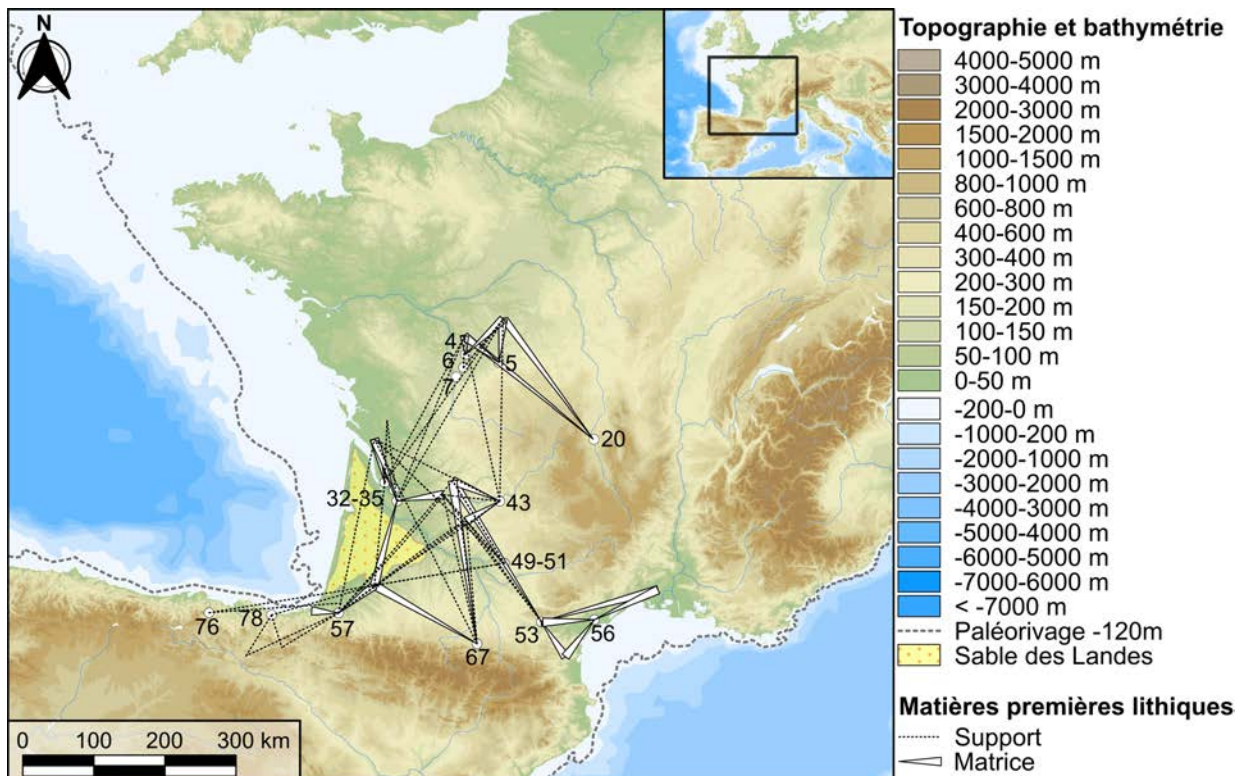 N
4
6
7
5
20
32-35
43
49-51
76
78
57
67
53
56
0 100 200 300 km
Topographie et bathymétrie
4000-5000 m
3000-4000 m
2000-3000 m
1500-2000 m
1000-1500 m
800-1000 m
600-800 m
400-600 m
300-400 m
200-300 m
150-200 m
100-150 m
50-100 m
0-50 m
-200-0 m
-1000-200 m
-2000-1000 m
-3000-2000 m
-4000-3000 m
-5000-4000 m
-6000-5000 m
-7000-6000 m
< -7000 m
Paléorivage -120m
Sable des Landes
Matières premières lithiques
Support
Matrice